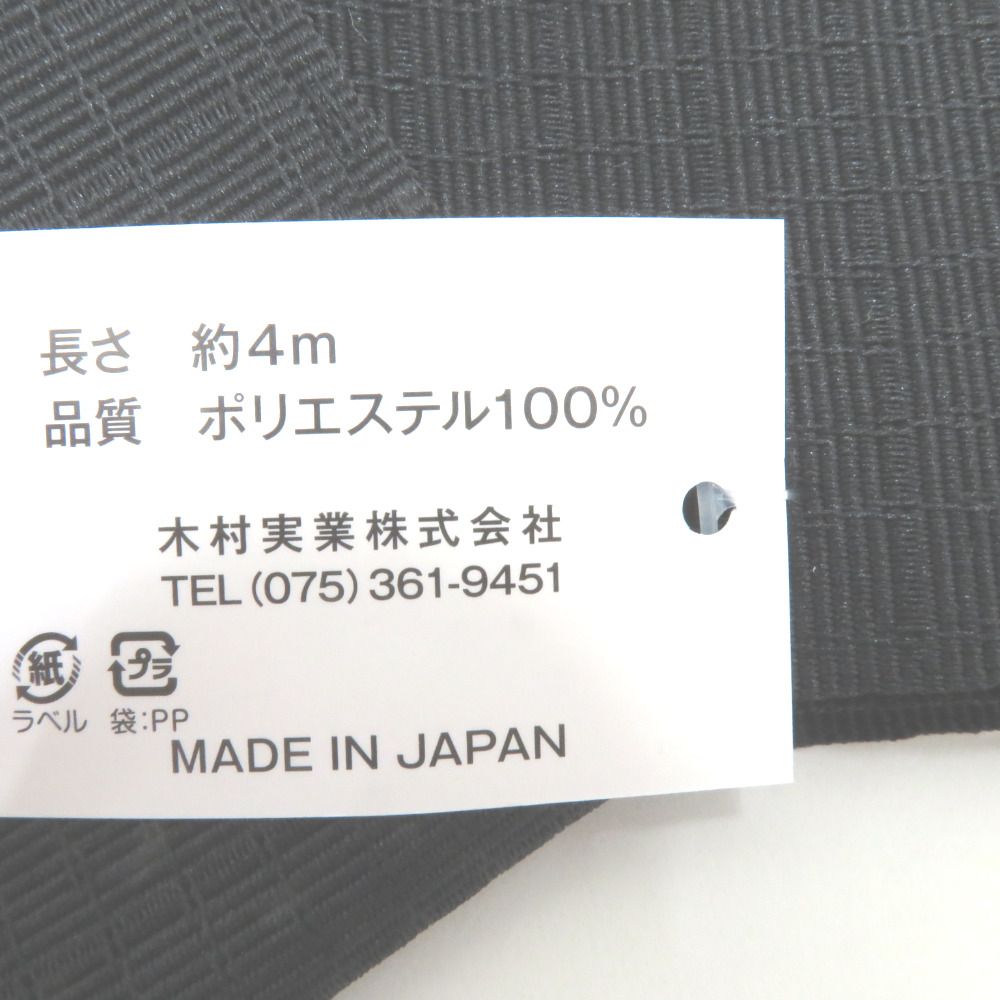 長さ 約4m
品質 ポリエステル100%
木村実業株式会社
TEL(075)361-9451
紙 プラ
ラベル 袋:PP
MADE IN JAPAN